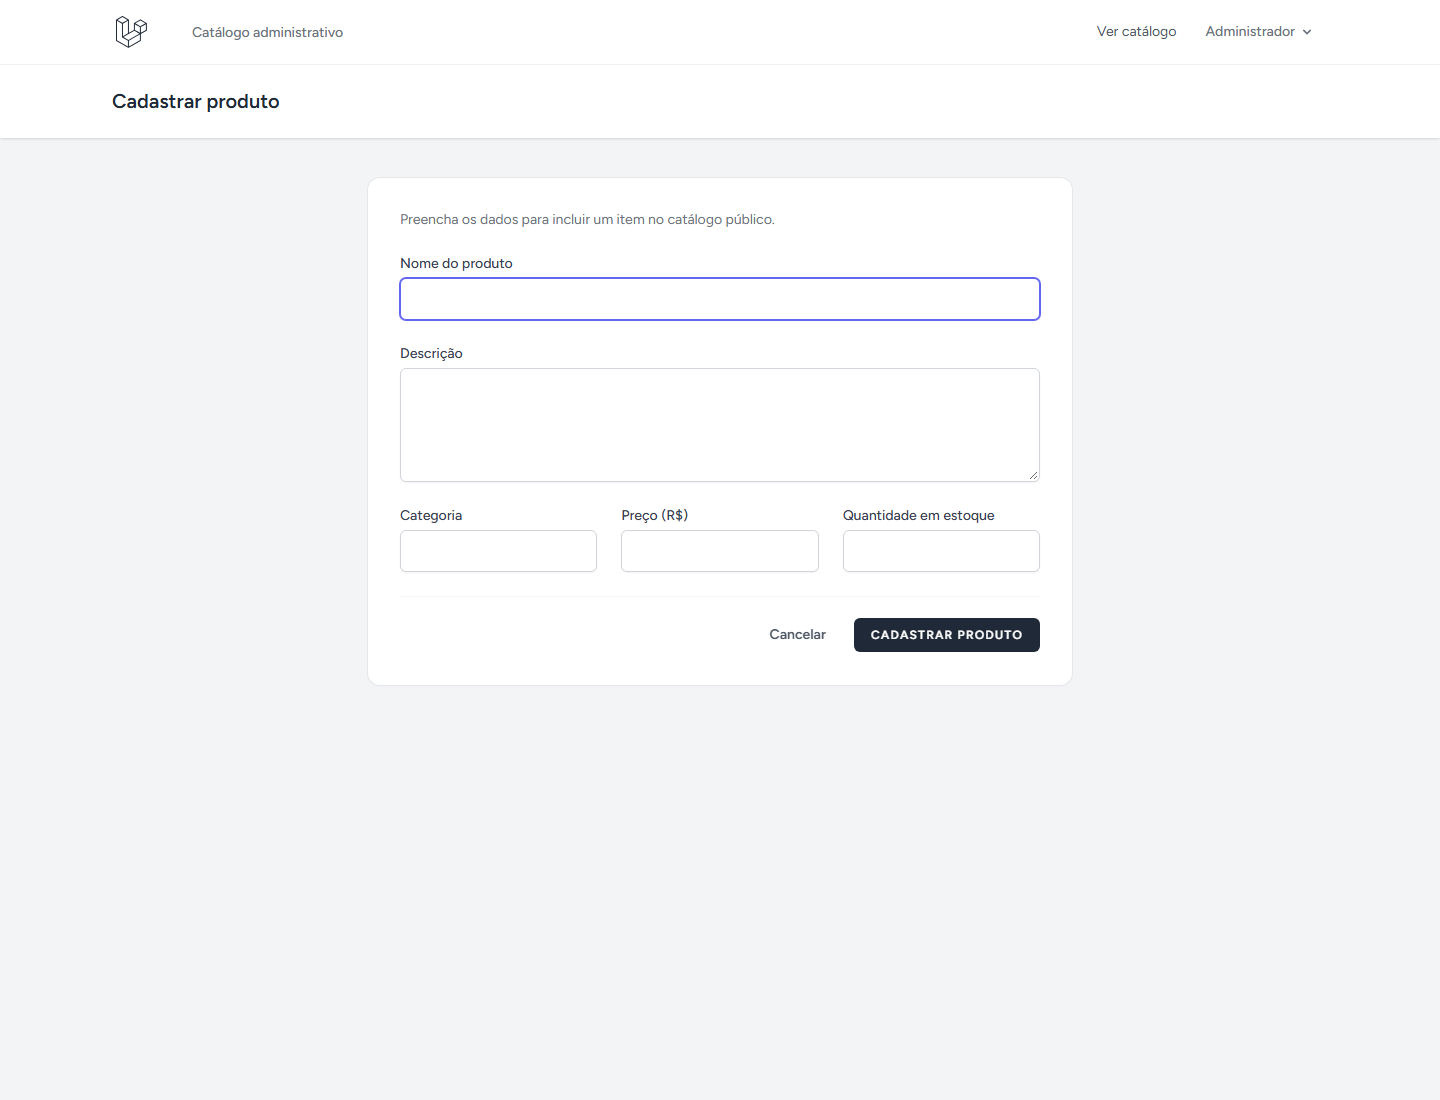 Catálogo administrativo
Ver catálogo
Administrador
Cadastrar produto
Preencha os dados para incluir um item no catálogo público.
Nome do produto
Descrição
Categoria
Preço (R$)
Quantidade em estoque
Cancelar
CADASTRAR PRODUTO